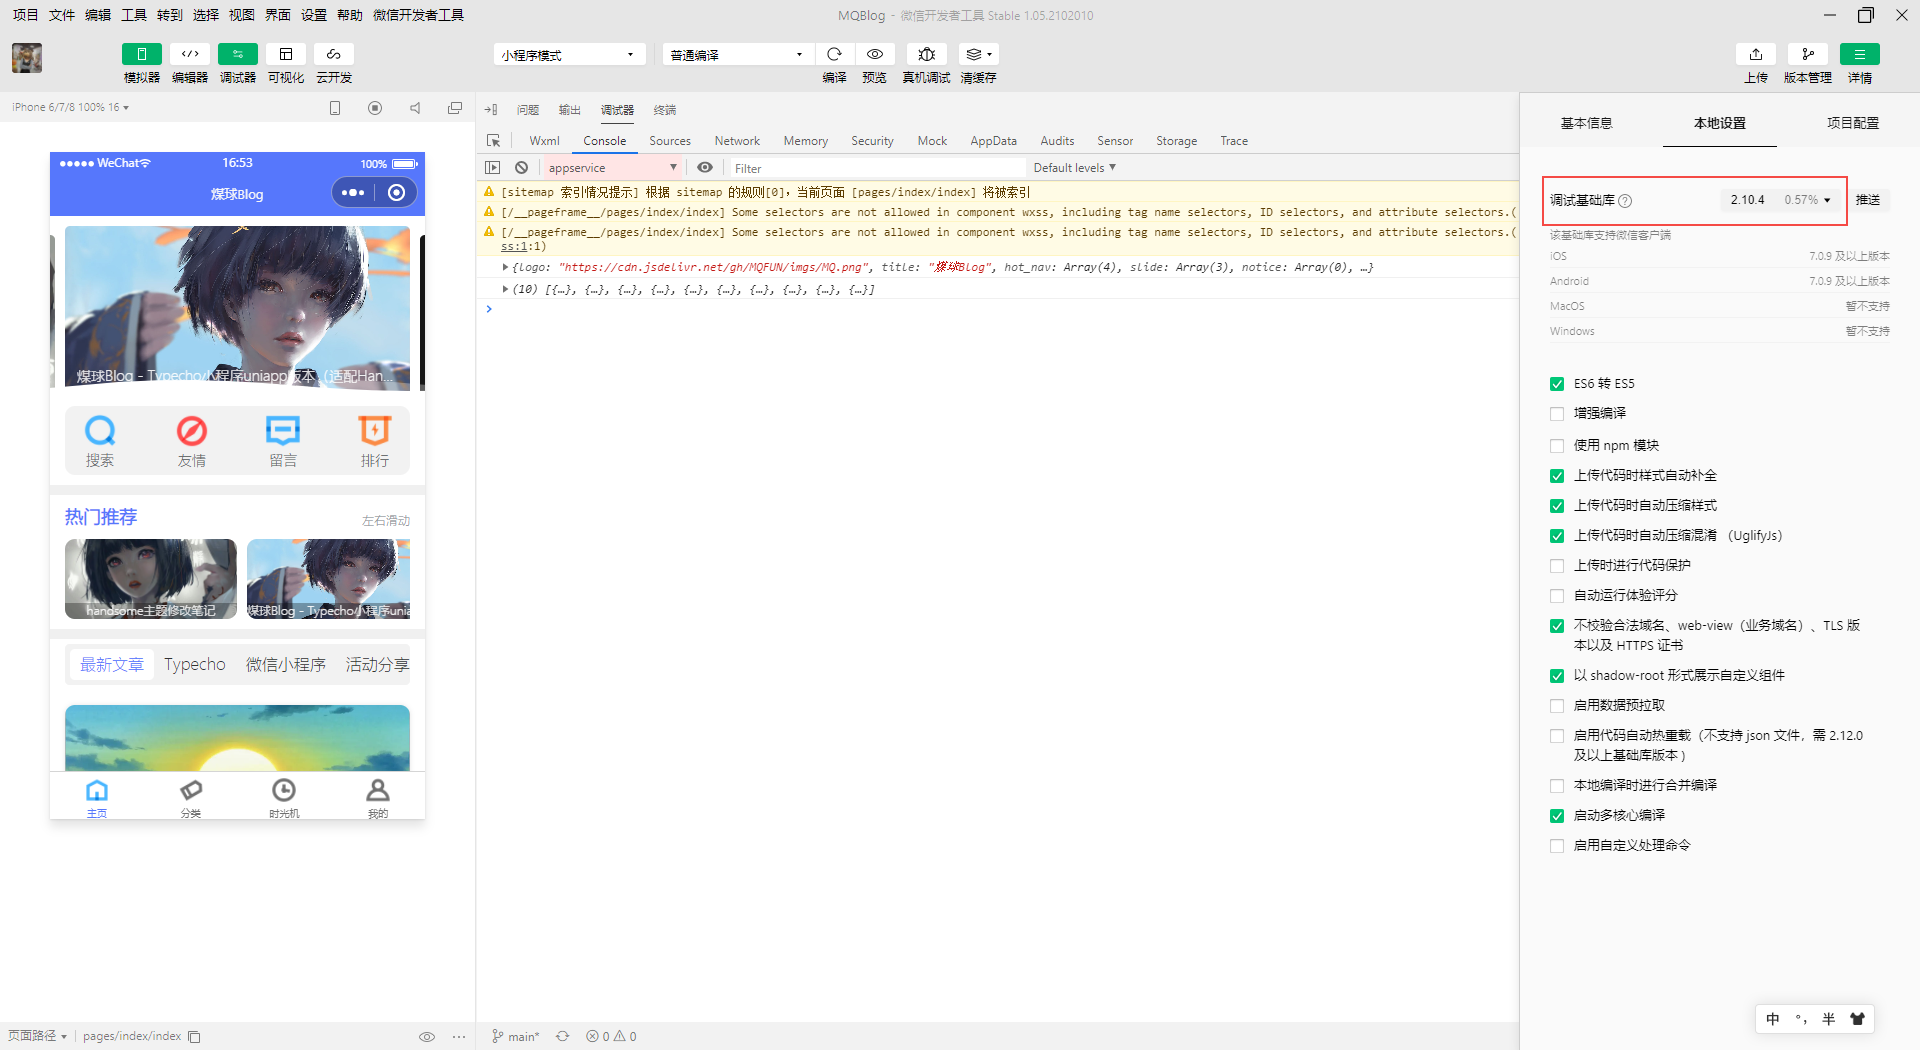 项目 文件 编辑 工具 转到 选择 视图 界面 设置 帮助 微信开发者工具
MQBlog - 微信开发者工具 Stable 1.05.2102010
模拟器 编辑器 调试器 可视化 云开发
小程序模式 普通编译
编译 预览 真机调试 清缓存
上传 版本管理 详情
iPhone 6/7/8 100% 16
WeChat 16:53 100%
煤球Blog
煤球Blog - Typecho小程序uniapp版本（适配Han...
搜索 友情 留言 排行
热门推荐 左右滑动
handsome主题修改笔记
煤球Blog - Typecho小程序unia
最新文章 Typecho 微信小程序 活动分享
主页 分类 时光机 我的
页面路径 pages/index/index
问题 输出 调试器 终端
Wxml Console Sources Network Memory Security Mock AppData Audits Sensor Storage Trace
appservice Filter Default levels
[sitemap 索引情况提示] 根据 sitemap 的规则[0]，当前页面 [pages/index/index] 将被索引
[/__pageframe__/pages/index/index] Some selectors are not allowed in component wxss, including tag name selectors, ID selectors, and attribute selectors.(
[/__pageframe__/pages/index/index] Some selectors are not allowed in component wxss, including tag name selectors, ID selectors, and attribute selectors.(
ss:1:1)
{logo: "https://cdn.jsdelivr.net/gh/MQFUN/imgs/MQ.png", title: "煤球Blog", hot_nav: Array(4), slide: Array(3), notice: Array(0), …}
(10) [{…}, {…}, {…}, {…}, {…}, {…}, {…}, {…}, {…}, {…}]
main* 0 0
基本信息 本地设置 项目配置
调试基础库 ? 2.10.4 0.57% 推送
该基础库支持微信客户端
iOS 7.0.9 及以上版本
Android 7.0.9 及以上版本
MacOS 暂不支持
Windows 暂不支持
ES6 转 ES5
增强编译
使用 npm 模块
上传代码时样式自动补全
上传代码时自动压缩样式
上传代码时自动压缩混淆 （UglifyJs）
上传时进行代码保护
自动运行体验评分
不校验合法域名、web-view（业务域名）、TLS 版
本以及 HTTPS 证书
以 shadow-root 形式展示自定义组件
启用数据预拉取
启用代码自动热重载（不支持 json 文件，需 2.12.0
及以上基础库版本 ）
本地编译时进行合并编译
启动多核心编译
启用自定义处理命令
中 °， 半